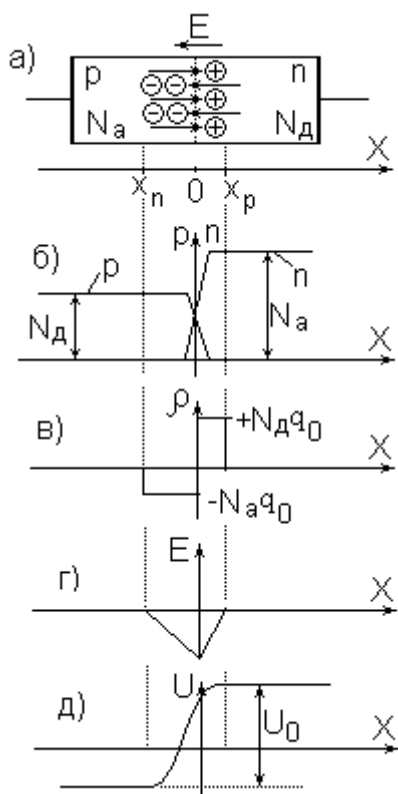 E
а)
p n
Nа Nд
X
xn 0 xp
p n
б) p n
Nд Nа
X
ρ
+Nдq0
в) X
-Nаq0
E
г) X
U
д) U0 X